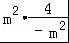 m² • 4/(-m²)